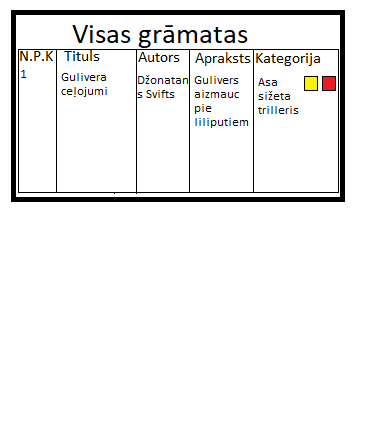 Visas grāmatas
N.P.K Tituls Autors Apraksts Kategorija
1
Gulivera
ceļojumi
Džonatan
s Svifts
Gulivers
aizmauc
pie
liliputiem
Asa
sižeta
trilleris